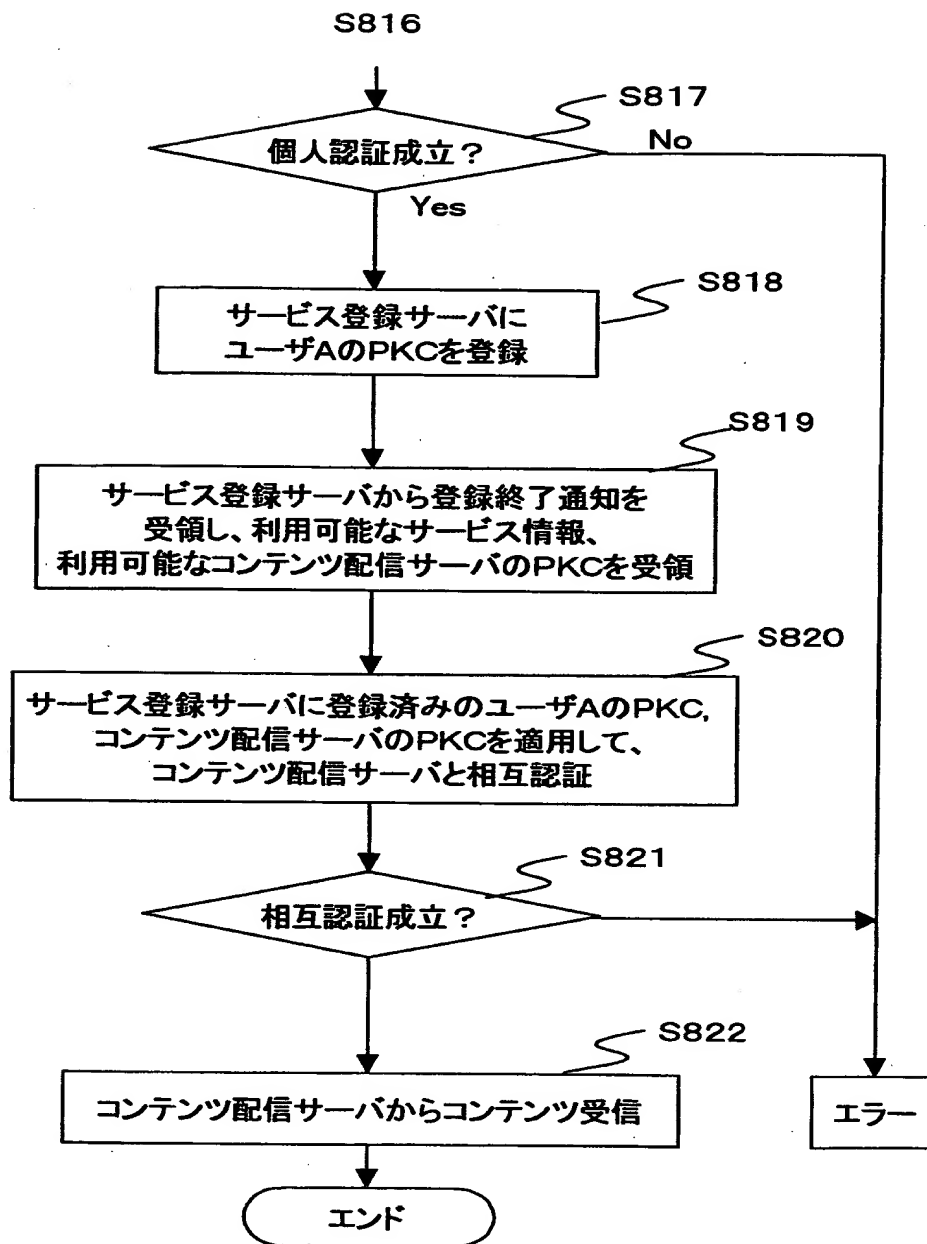 S816
S817
個人認証成立？
No
Yes
S818
サービス登録サーバに
ユーザAのPKCを登録
S819
サービス登録サーバから登録終了通知を
受領し、利用可能なサービス情報、
利用可能なコンテンツ配信サーバのPKCを受領
S820
サービス登録サーバに登録済みのユーザAのPKC,
コンテンツ配信サーバのPKCを適用して、
コンテンツ配信サーバと相互認証
S821
相互認証成立？
S822
コンテンツ配信サーバからコンテンツ受信
エラー
エンド